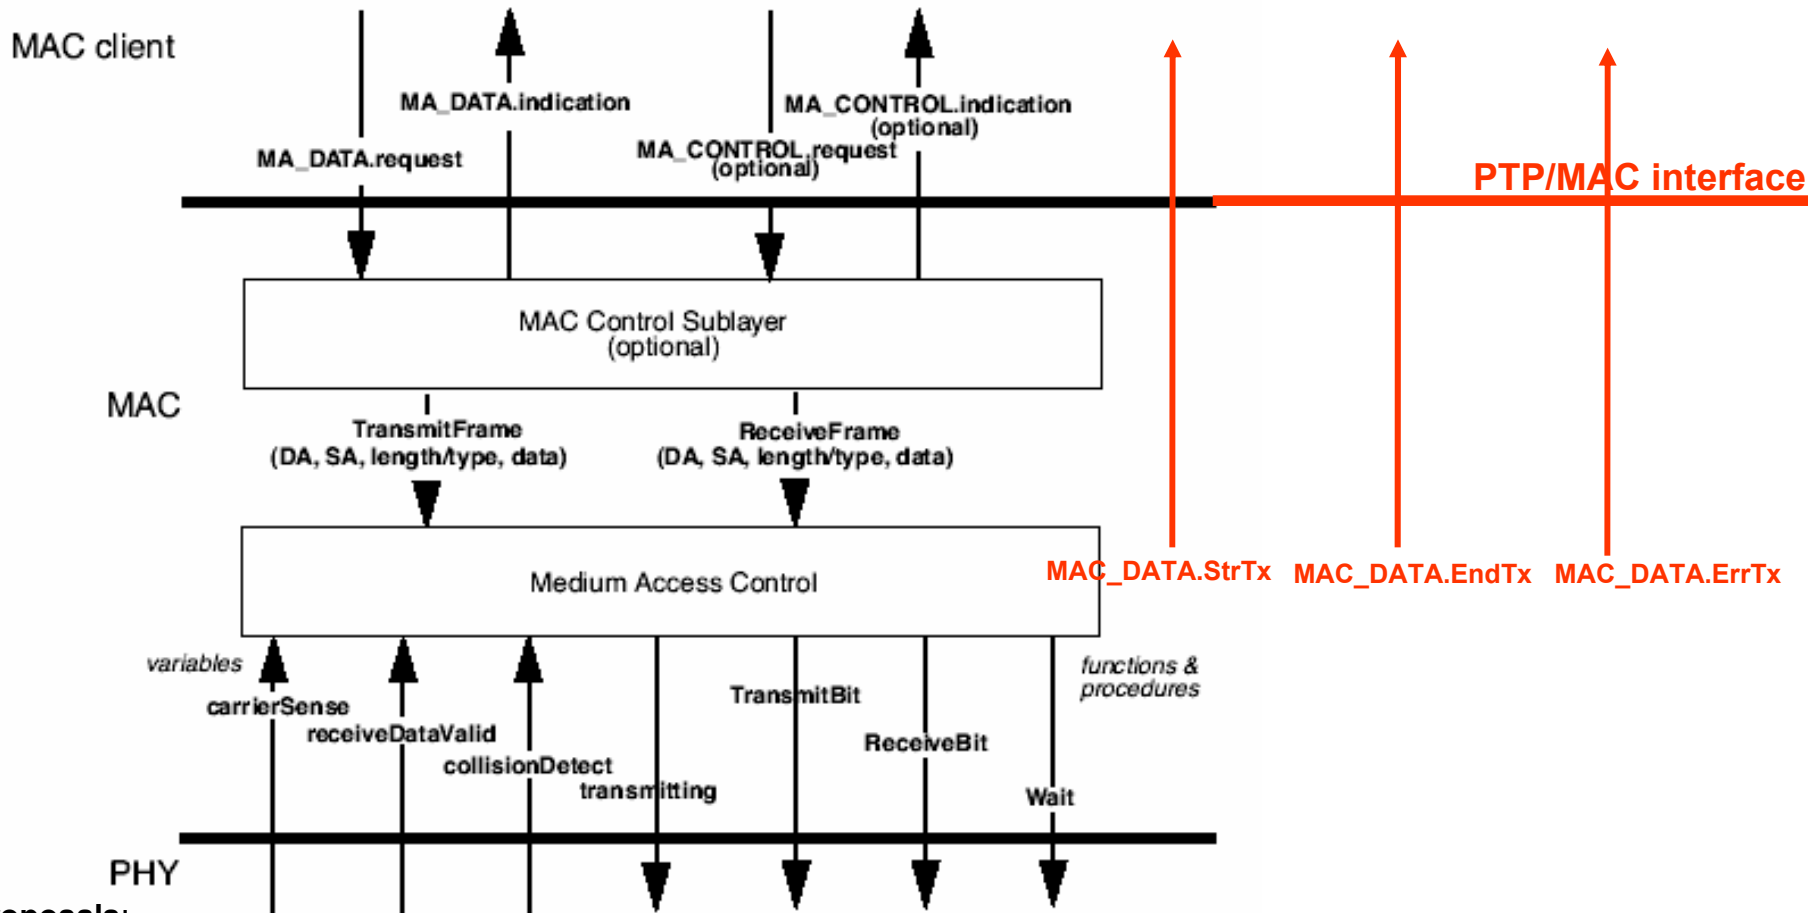 MAC client
MA_DATA.indication
MA_CONTROL.indication
(optional)
MA_DATA.request
MA_CONTROL.request
(optional)
PTP/MAC interface
MAC Control Sublayer
(optional)
MAC
TransmitFrame
(DA, SA, length/type, data)
ReceiveFrame
(DA, SA, length/type, data)
Medium Access Control
MAC_DATA.StrTx
MAC_DATA.EndTx
MAC_DATA.ErrTx
variables
functions &
procedures
carrierSense
receiveDataValid
collisionDetect
transmitting
TransmitBit
ReceiveBit
Wait
PHY